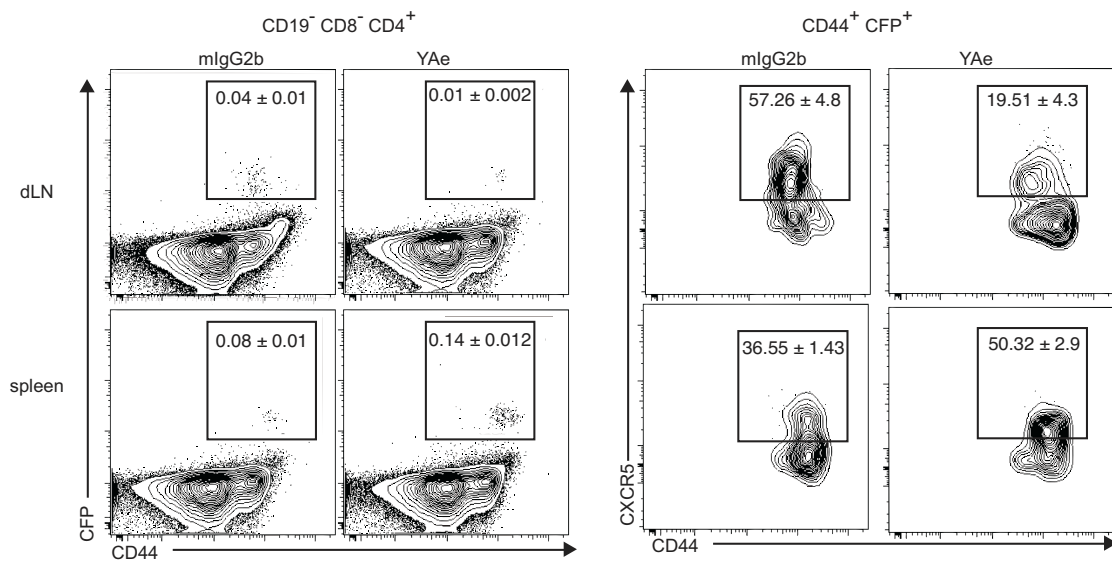 CD19⁻ CD8⁻ CD4⁺
CD44⁺ CFP⁺
mIgG2b
YAe
mIgG2b
YAe
dLN
0.04 ± 0.01
0.01 ± 0.002
57.26 ± 4.8
19.51 ± 4.3
spleen
0.08 ± 0.01
0.14 ± 0.012
36.55 ± 1.43
50.32 ± 2.9
CFP
CD44
CXCR5
CD44